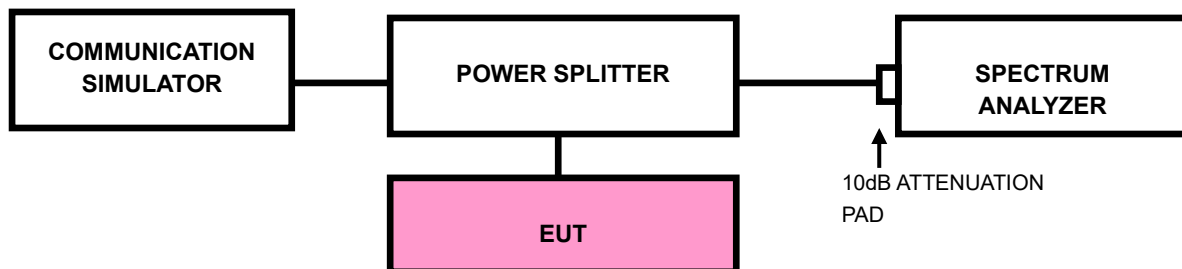 COMMUNICATION
SIMULATOR
POWER SPLITTER
SPECTRUM
ANALYZER
10dB ATTENUATION
PAD
EUT